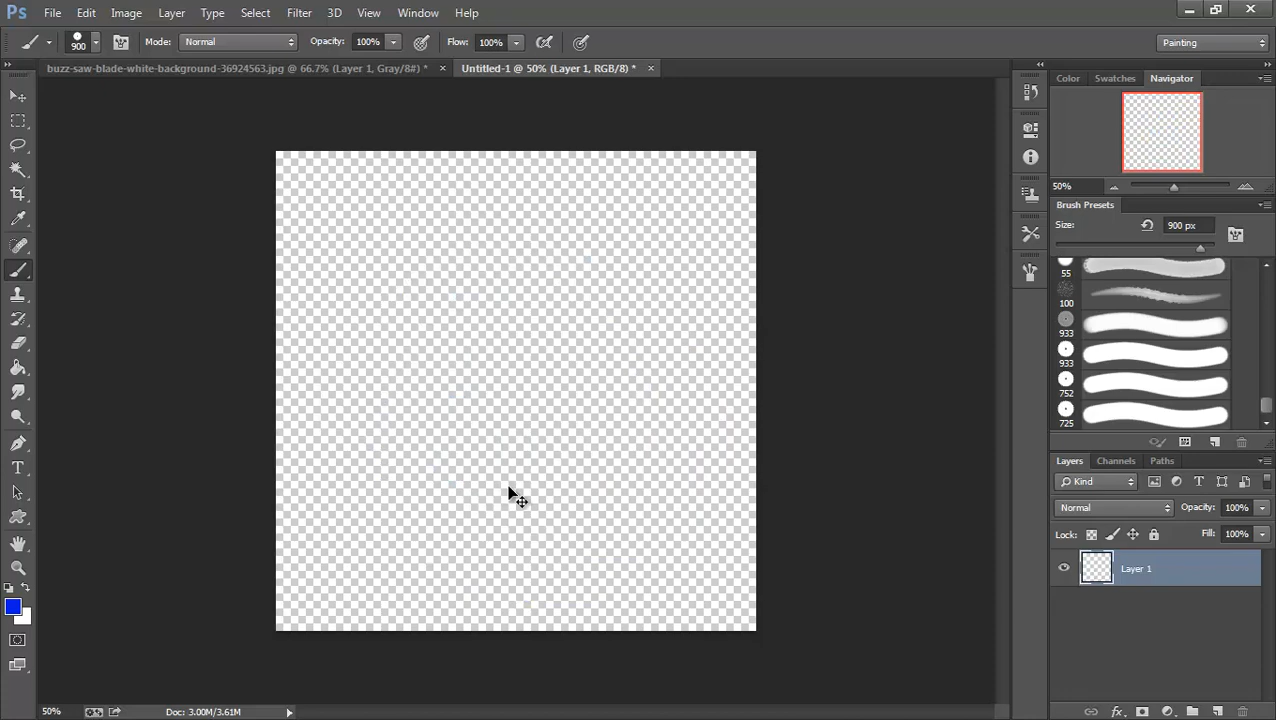 Ps File Edit Image Layer Type Select Filter 3D View Window Help
900 Mode: Normal Opacity: 100% Flow: 100% Painting
buzz-saw-blade-white-background-36924563.jpg @ 66.7% (Layer 1, Gray/8#) * Untitled-1 @ 50% (Layer 1, RGB/8) *
Color Swatches Navigator
50%
Brush Presets
Size: 900 px
55
100
933
933
752
725
Layers Channels Paths
Kind
Normal Opacity: 100%
Lock: Fill: 100%
Layer 1
50% Doc: 3.00M/3.61M